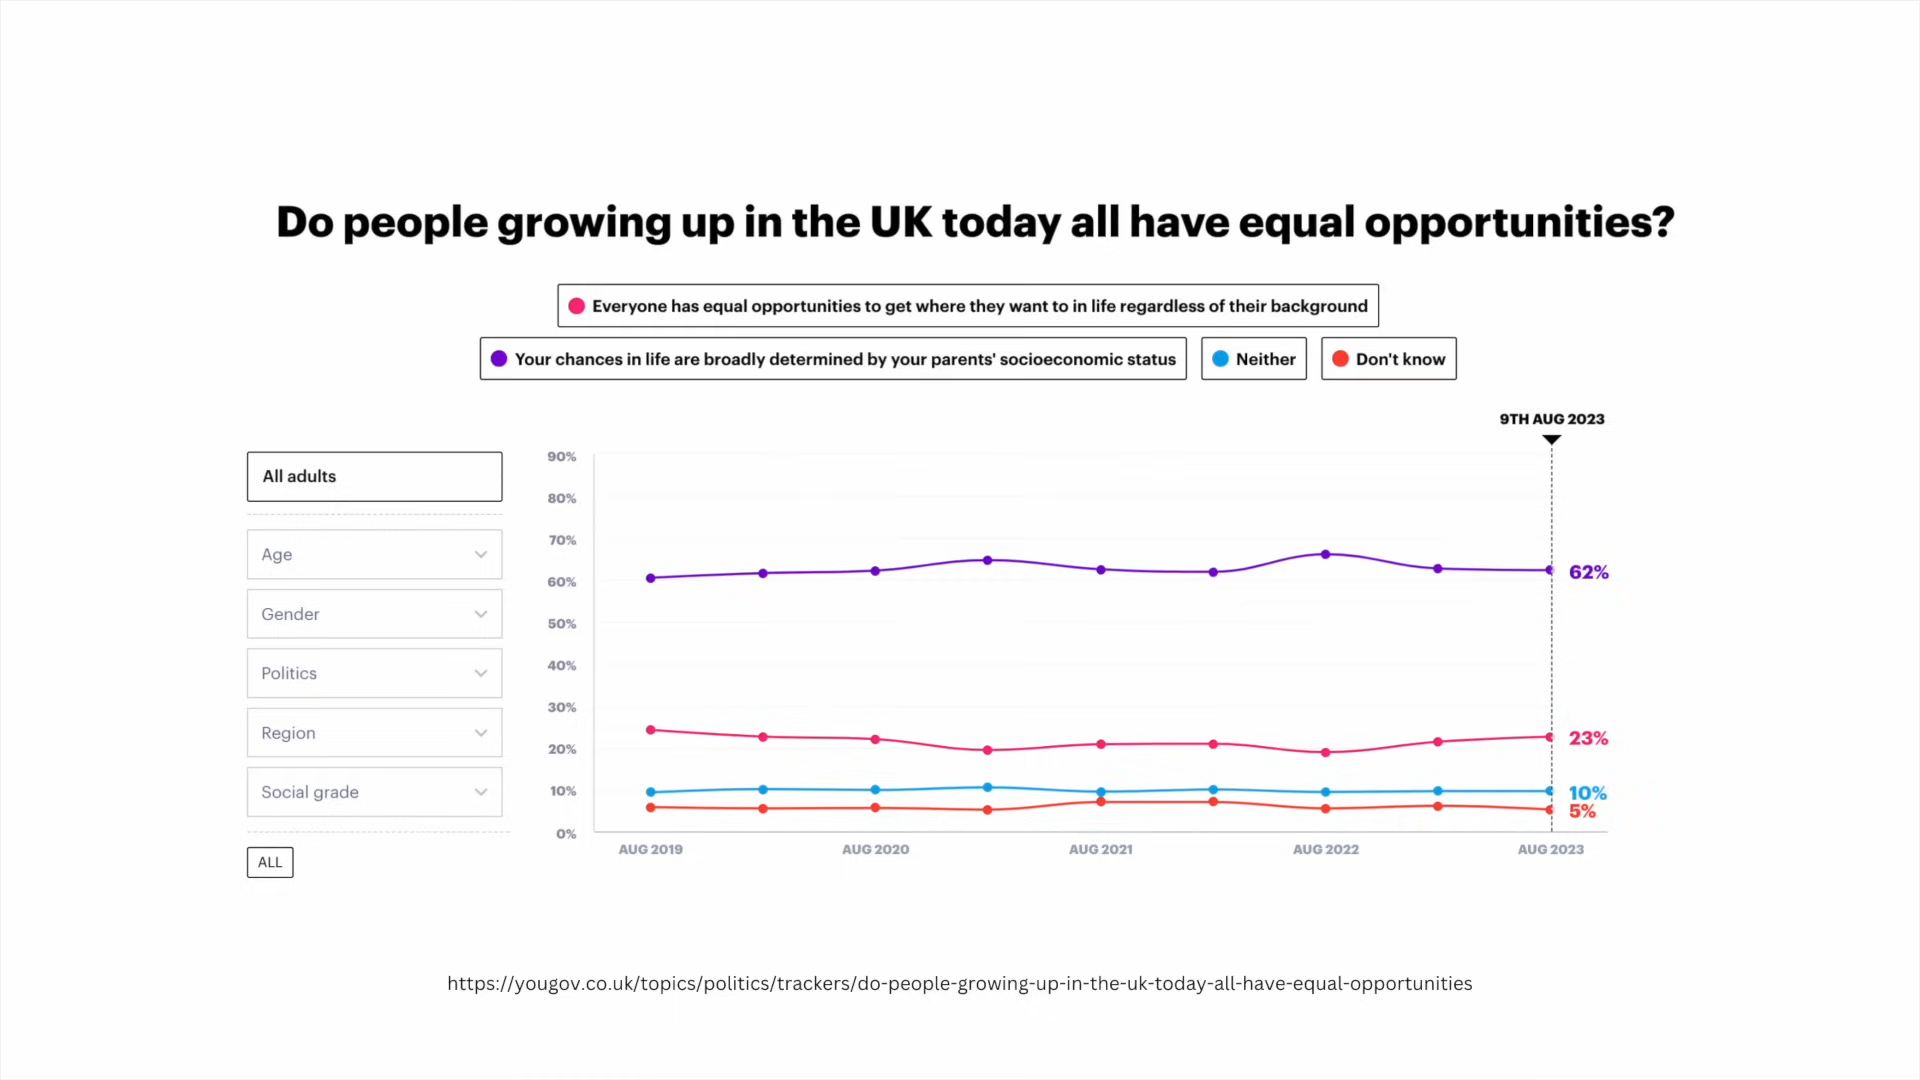 Do people growing up in the UK today all have equal opportunities?
Everyone has equal opportunities to get where they want to in life regardless of their background
Your chances in life are broadly determined by your parents' socioeconomic status
Neither
Don't know
9TH AUG 2023
All adults
Age
Gender
Politics
Region
Social grade
ALL
90%
80%
70%
60%
50%
40%
30%
20%
10%
0%
62%
23%
10%
5%
AUG 2019
AUG 2020
AUG 2021
AUG 2022
AUG 2023
https://yougov.co.uk/topics/politics/trackers/do-people-growing-up-in-the-uk-today-all-have-equal-opportunities